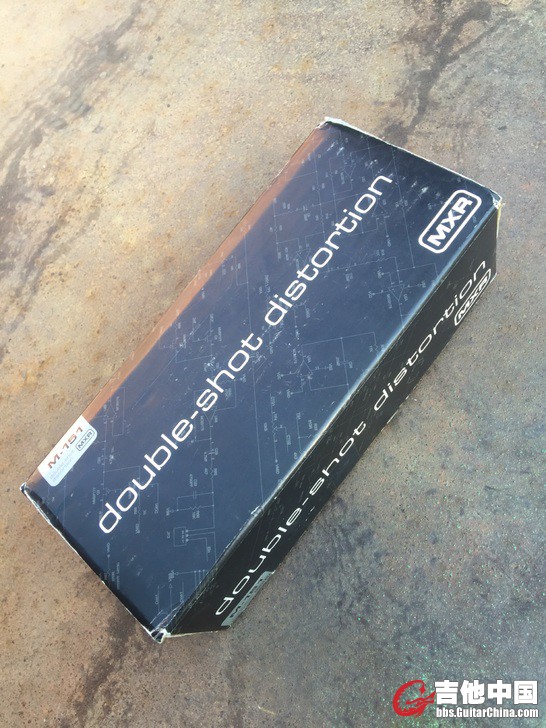 double-shot distortion
MXR
M-151
MXR
double-shot distortion
MXR
吉他中国
bbs.GuitarChina.com